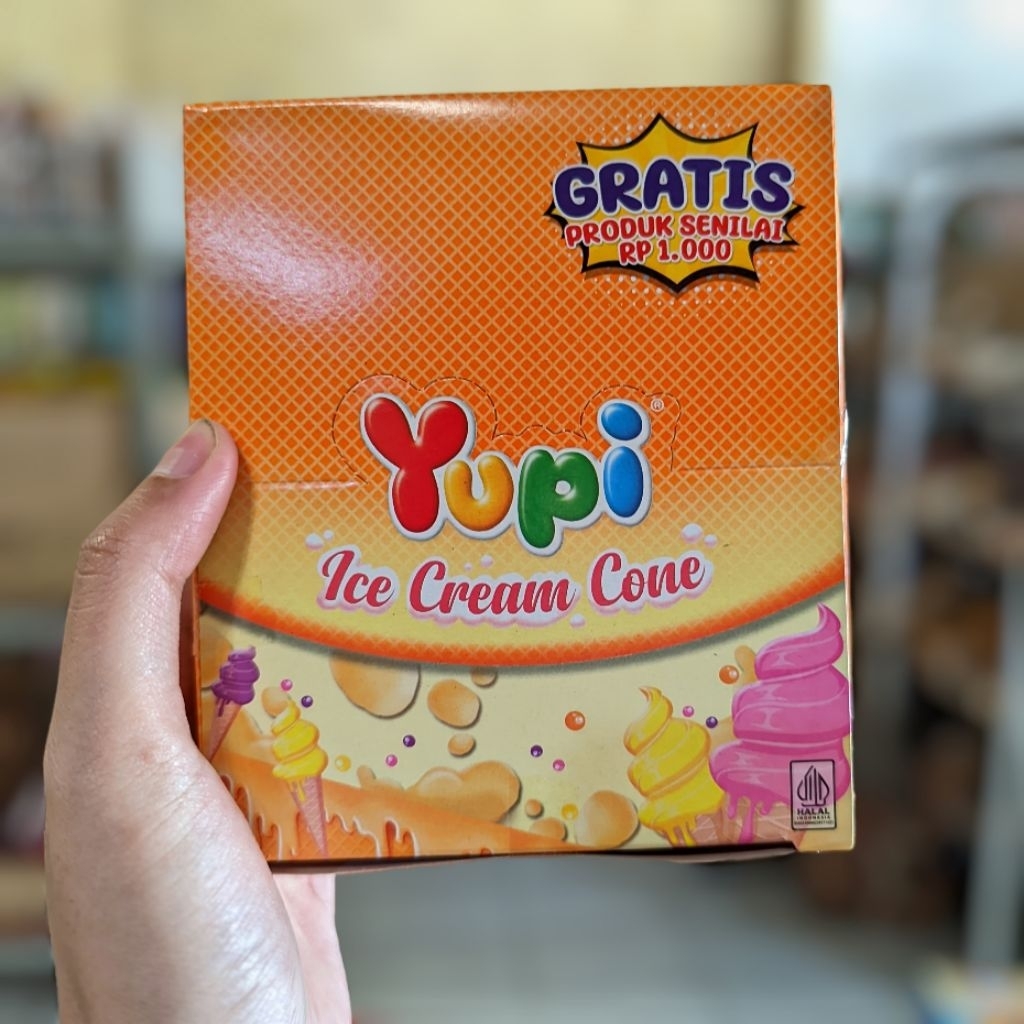 GRATIS
PRODUK SENILAI
RP 1.000
Yupi®
Ice Cream Cone
HALAL
INDONESIA